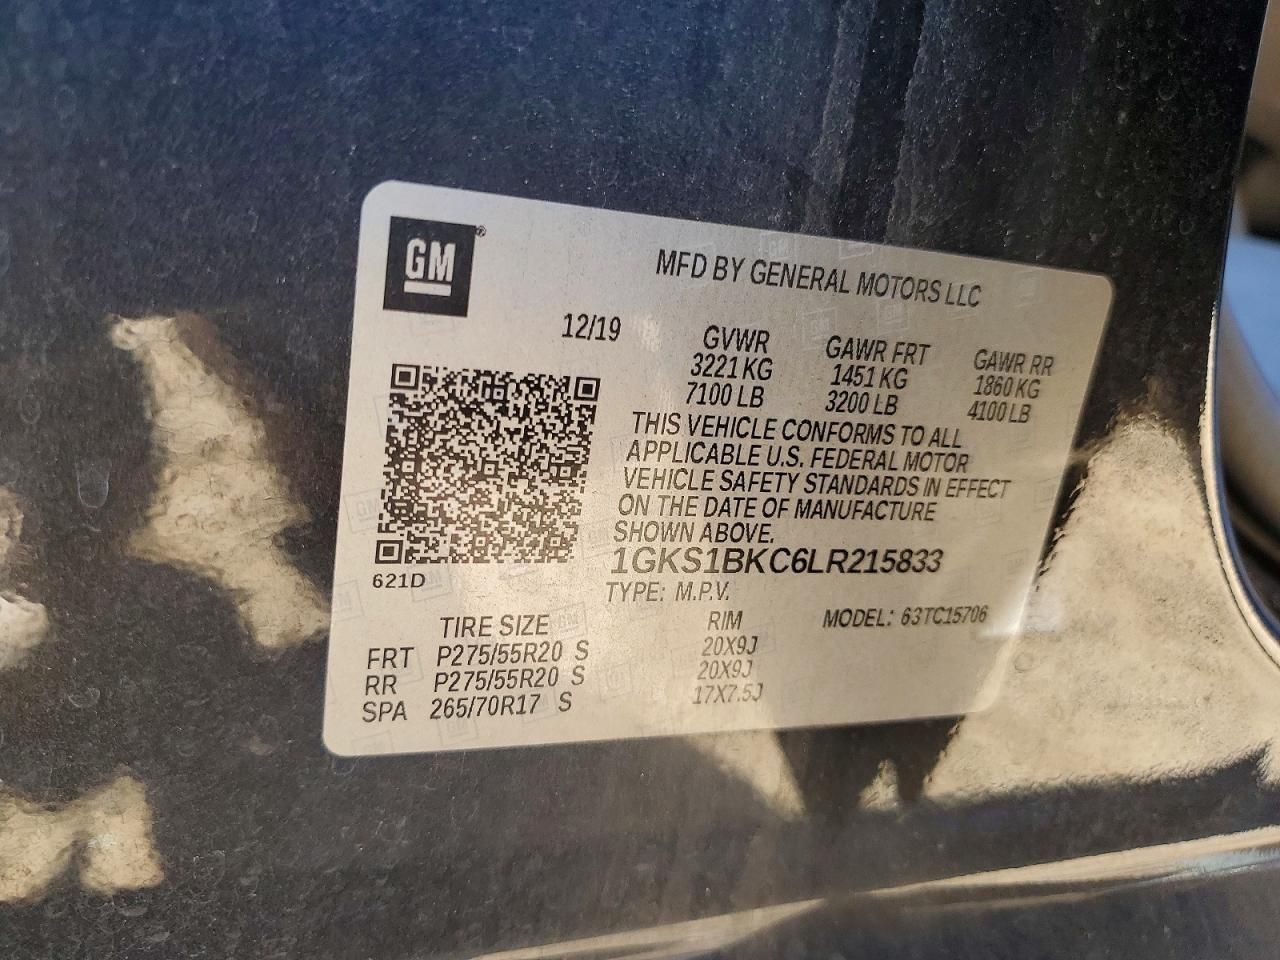 GM®
MFD BY GENERAL MOTORS LLC
12/19 GVWR GAWR FRT GAWR RR
3221 KG 1451 KG 1860 KG
7100 LB 3200 LB 4100 LB
THIS VEHICLE CONFORMS TO ALL
APPLICABLE U.S. FEDERAL MOTOR
VEHICLE SAFETY STANDARDS IN EFFECT
ON THE DATE OF MANUFACTURE
SHOWN ABOVE.
1GKS1BKC6LR215833
621D
TYPE: M.P.V.
TIRE SIZE RIM MODEL: 63TC15706
FRT P275/55R20 S 20X9J
RR P275/55R20 S 20X9J
SPA 265/70R17 S 17X7.5J